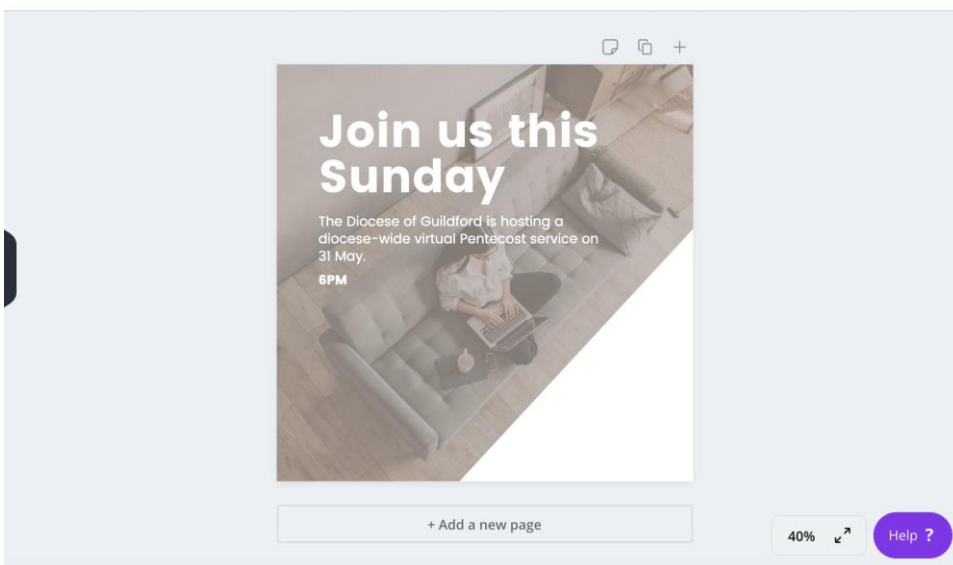 Join us this
Sunday
The Diocese of Guildford is hosting a
diocese-wide virtual Pentecost service on
31 May.
6PM
+ Add a new page
40%
Help ?